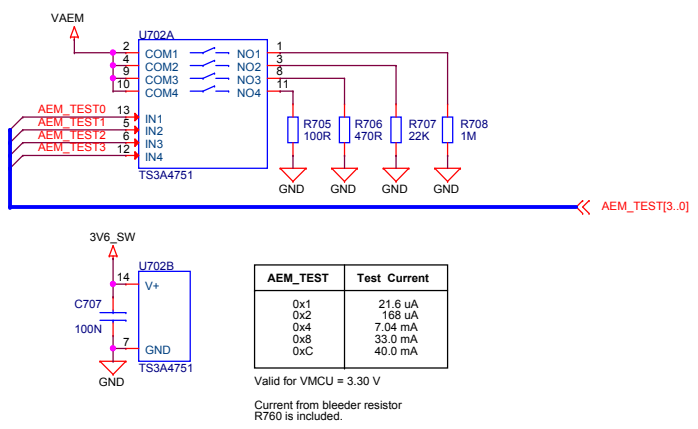 VAEM
U702A
2 COM1 NO1 1
4 COM2 NO2 3
9 COM3 NO3 8
10 COM4 NO4 11
AEM_TEST0 13 IN1
AEM_TEST1 5 IN2
AEM_TEST2 6 IN3
AEM_TEST3 12 IN4
TS3A4751
R705 R706 R707 R708
100R 470R 22K 1M
GND GND GND GND
AEM_TEST[3..0]
3V6_SW
U702B
14 V+
C707
100N
7 GND
TS3A4751
GND
AEM_TEST Test Current
0x1 21.6 uA
0x2 168 uA
0x4 7.04 mA
0x8 33.0 mA
0xC 40.0 mA
Valid for VMCU = 3.30 V
Current from bleeder resistor
R760 is included.